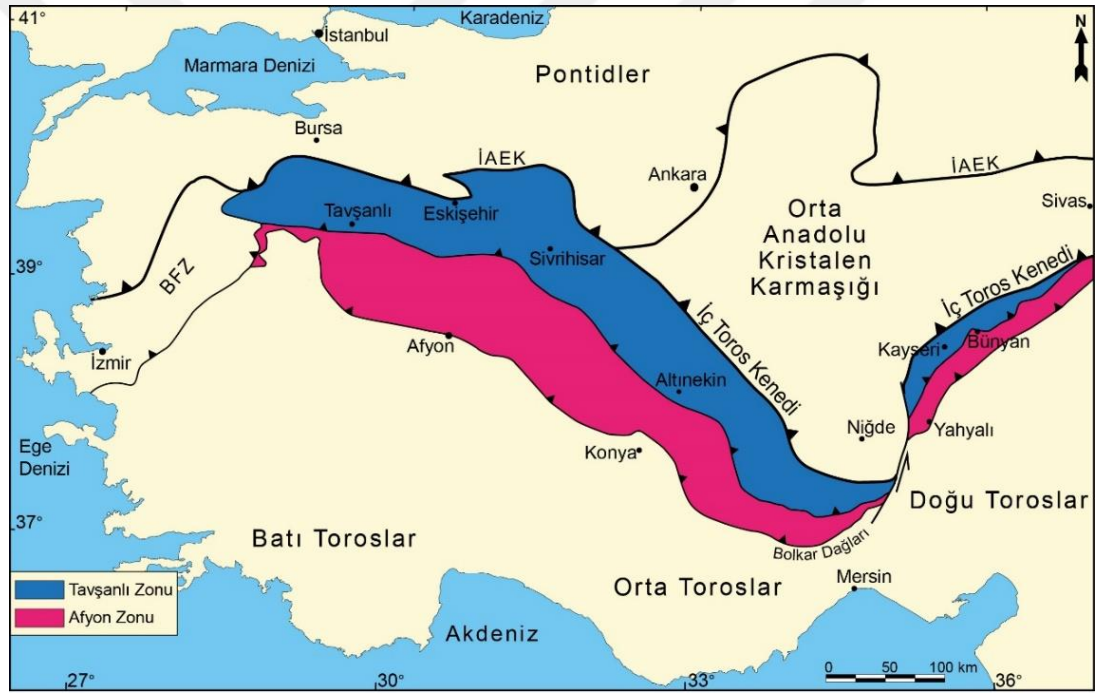 41°
Karadeniz
N
İstanbul
Marmara Denizi
Pontidler
Bursa
İAEK
Ankara
İAEK
Sivas
Tavşanlı
Eskişehir
Orta
Anadolu
Kristalen
Karmaşığı
Sivrihisar
39°
BFZ
İç Toros Kenedi
İç Toros Kenedi
İzmir
Afyon
Kayseri
Bünyan
Altınekin
Niğde
Yahyalı
Ege
Denizi
Konya
Doğu Toroslar
37°
Batı Toroslar
Bolkar Dağları
Orta Toroslar
Mersin
Tavşanlı Zonu
Afyon Zonu
Akdeniz
0 50 100 km
27°
30°
33°
36°